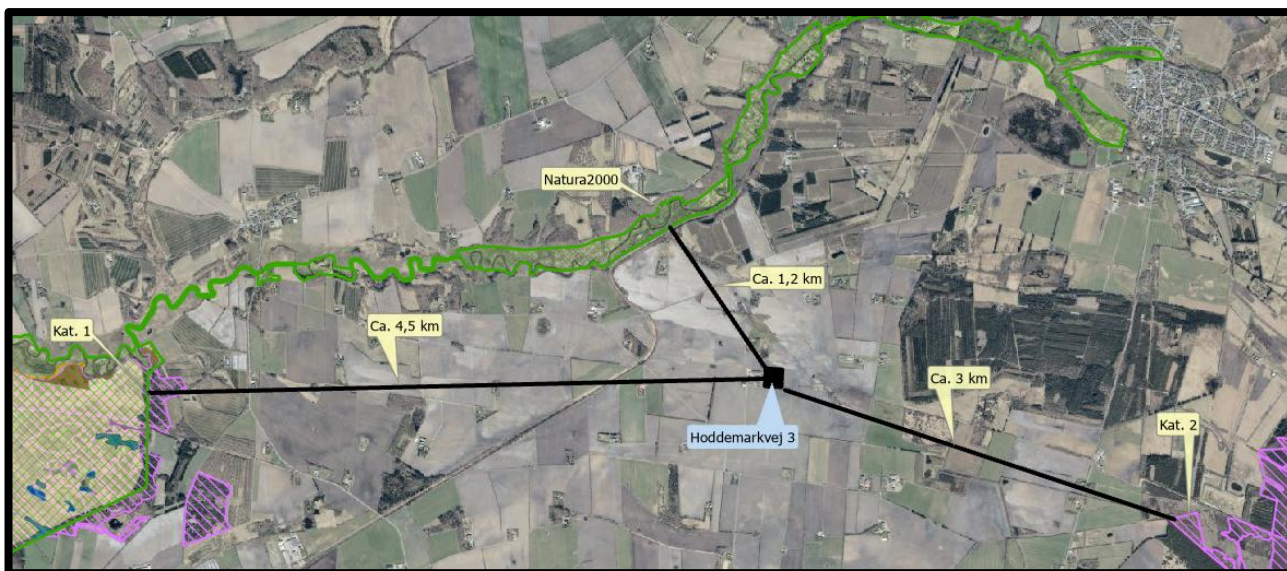 Natura2000
Ca. 1,2 km
Kat. 1
Ca. 4,5 km
Ca. 3 km
Kat. 2
Hoddemarkvej 3